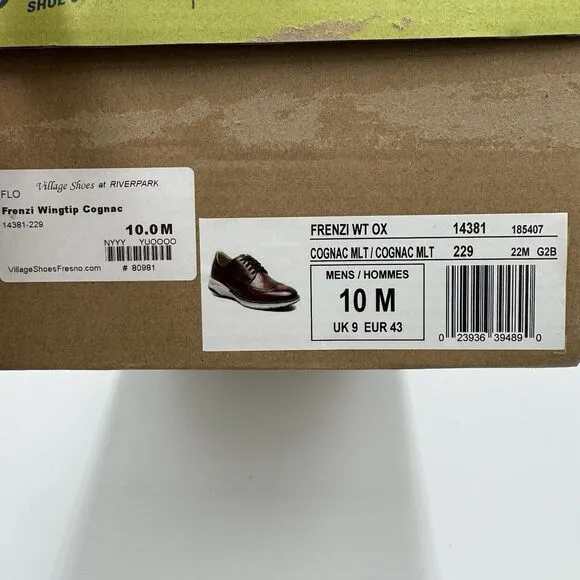 SHOE
FLO
Village Shoes at RIVERPARK
Frenzi Wingtip Cognac
14381-229
10.0 M
NYYY YUOOOO
VillageShoesFresno.com
# 80981
FRENZI WT OX 14381 185407
COGNAC MLT / COGNAC MLT 229 22M G2B
MENS / HOMMES
10 M
UK 9 EUR 43
0 23936 39489 0